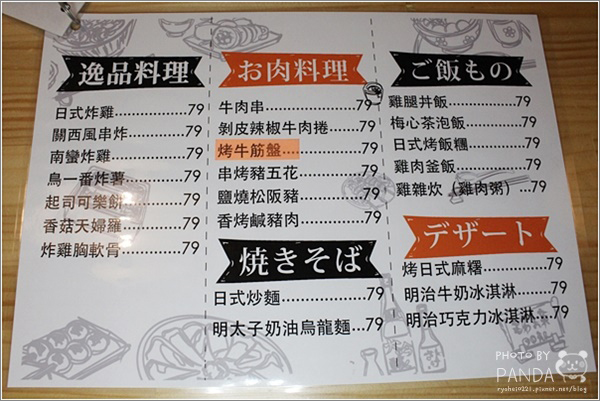 逸品料理
日式炸雞..................79
關西風串炸...............79
南蠻炸雞..................79
鳥一番炸薯...............79
起司可樂餅...............79
香菇天婦羅...............79
炸雞胸軟骨...............79
お肉料理
牛肉串.....................79
剝皮辣椒牛肉捲.........79
烤牛筋盤..................79
串烤豬五花...............79
鹽燒松阪豬...............79
香烤鹹豬肉...............79
焼きそば
日式炒麵..................79
明太子奶油烏龍麵...79
ご飯もの
雞腿丼飯..................79
梅心茶泡飯...............79
日式烤飯糰...............79
雞肉釜飯..................79
雞雜炊（雞肉粥）...79
デザート
烤日式麻糬...............79
明治牛奶冰淇淋.........79
明治巧克力冰淇淋....79
PHOTO BY
PANDA
ryohei0221.pixnet.net/blog